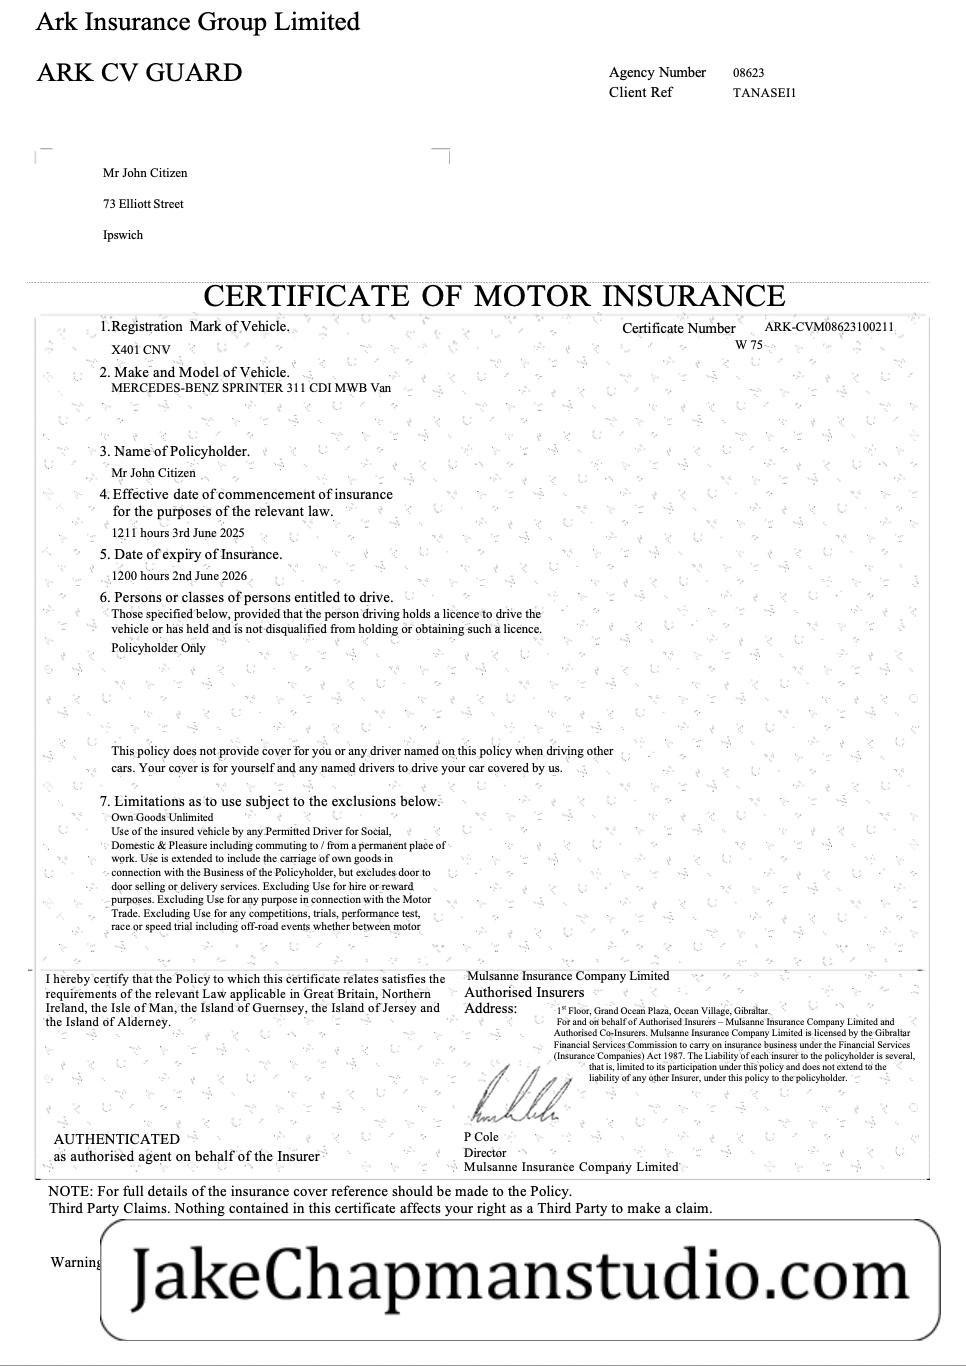 Ark Insurance Group Limited
ARK CV GUARD
Agency Number 08623
Client Ref TANASEI1
Mr John Citizen
73 Elliott Street
Ipswich
CERTIFICATE OF MOTOR INSURANCE
1.Registration Mark of Vehicle.
Certificate Number ARK-CVM08623100211
W 75
X401 CNV
2. Make and Model of Vehicle.
MERCEDES-BENZ SPRINTER 311 CDI MWB Van
3. Name of Policyholder.
Mr John Citizen
4. Effective date of commencement of insurance
for the purposes of the relevant law.
1211 hours 3rd June 2025
5. Date of expiry of Insurance.
1200 hours 2nd June 2026
6. Persons or classes of persons entitled to drive.
Those specified below, provided that the person driving holds a licence to drive the
vehicle or has held and is not disqualified from holding or obtaining such a licence.
Policyholder Only
This policy does not provide cover for you or any driver named on this policy when driving other
cars. Your cover is for yourself and any named drivers to drive your car covered by us.
7. Limitations as to use subject to the exclusions below.
Own Goods Unlimited
Use of the insured vehicle by any Permitted Driver for Social,
Domestic & Pleasure including commuting to / from a permanent place of
work. Use is extended to include the carriage of own goods in
connection with the Business of the Policyholder, but excludes door to
door selling or delivery services. Excluding Use for hire or reward
purposes. Excluding Use for any purpose in connection with the Motor
Trade. Excluding Use for any competitions, trials, performance test,
race or speed trial including off-road events whether between motor
I hereby certify that the Policy to which this certificate relates satisfies the
requirements of the relevant Law applicable in Great Britain, Northern
Ireland, the Isle of Man, the Island of Guernsey, the Island of Jersey and
the Island of Alderney.
AUTHENTICATED
as authorised agent on behalf of the Insurer
Mulsanne Insurance Company Limited
Authorised Insurers
Address:
1st Floor, Grand Ocean Plaza, Ocean Village, Gibraltar.
For and on behalf of Authorised Insurers – Mulsanne Insurance Company Limited and
Authorised Co-Insurers. Mulsanne Insurance Company Limited is licensed by the Gibraltar
Financial Services Commission to carry on insurance business under the Financial Services
(Insurance Companies) Act 1987. The Liability of each insurer to the policyholder is several,
that is, limited to its participation under this policy and does not extend to the
liability of any other Insurer, under this policy to the policyholder.
P Cole
Director
Mulsanne Insurance Company Limited
NOTE: For full details of the insurance cover reference should be made to the Policy.
Third Party Claims. Nothing contained in this certificate affects your right as a Third Party to make a claim.
Warning
JakeChapmanstudio.com